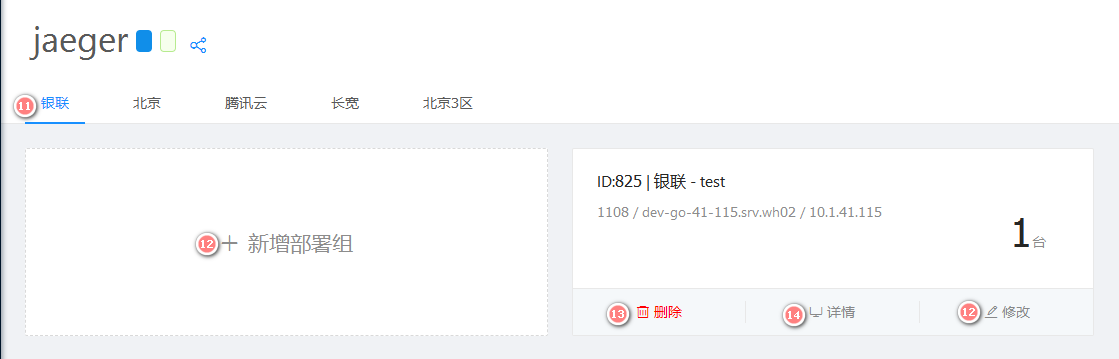 jaeger
11 银联 北京 腾讯云 长宽 北京3区
12 + 新增部署组
ID:825 | 银联 - test
1108 / dev-go-41-115.srv.wh02 / 10.1.41.115
1台
13 删除 14 详情 12 修改